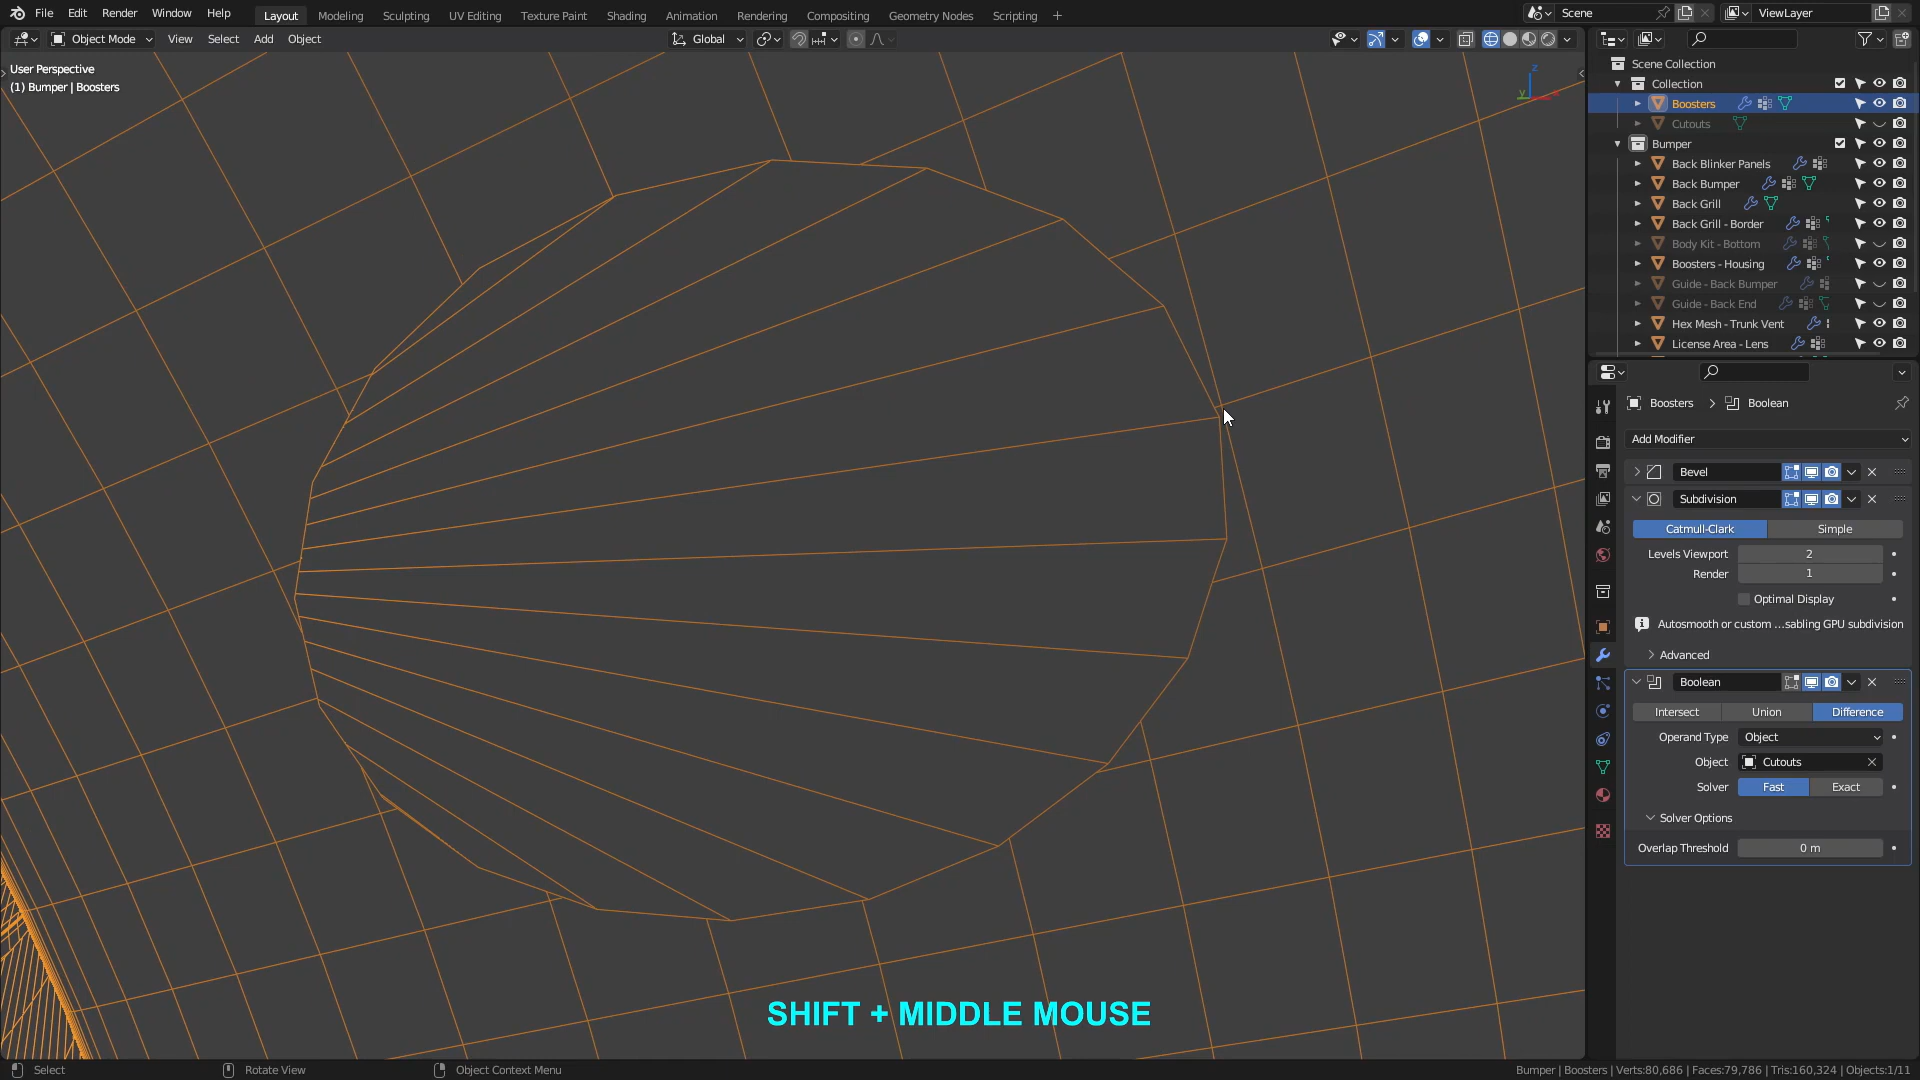 File Edit Render Window Help Layout Modeling Sculpting UV Editing Texture Paint Shading Animation Rendering Compositing Geometry Nodes Scripting Scene ViewLayer
Object Mode View Select Add Object Global
User Perspective
(1) Bumper | Boosters
Scene Collection
Collection
Boosters
Cutouts
Bumper
Back Blinker Panels
Back Bumper
Back Grill
Back Grill - Border
Body Kit - Bottom
Boosters - Housing
Guide - Back Bumper
Guide - Back End
Hex Mesh - Trunk Vent
License Area - Lens
Boosters Boolean
Add Modifier
Bevel
Subdivision
Catmull-Clark Simple
Levels Viewport 2
Render 1
Optimal Display
Autosmooth or custom ...sabling GPU subdivision
Advanced
Boolean
Intersect Union Difference
Operand Type Object
Object Cutouts
Solver Fast Exact
Solver Options
Overlap Threshold 0 m
SHIFT + MIDDLE MOUSE
Select Rotate View Object Context Menu Bumper | Boosters | Verts:80,686 | Faces:79,786 | Tris:160,324 | Objects:1/11